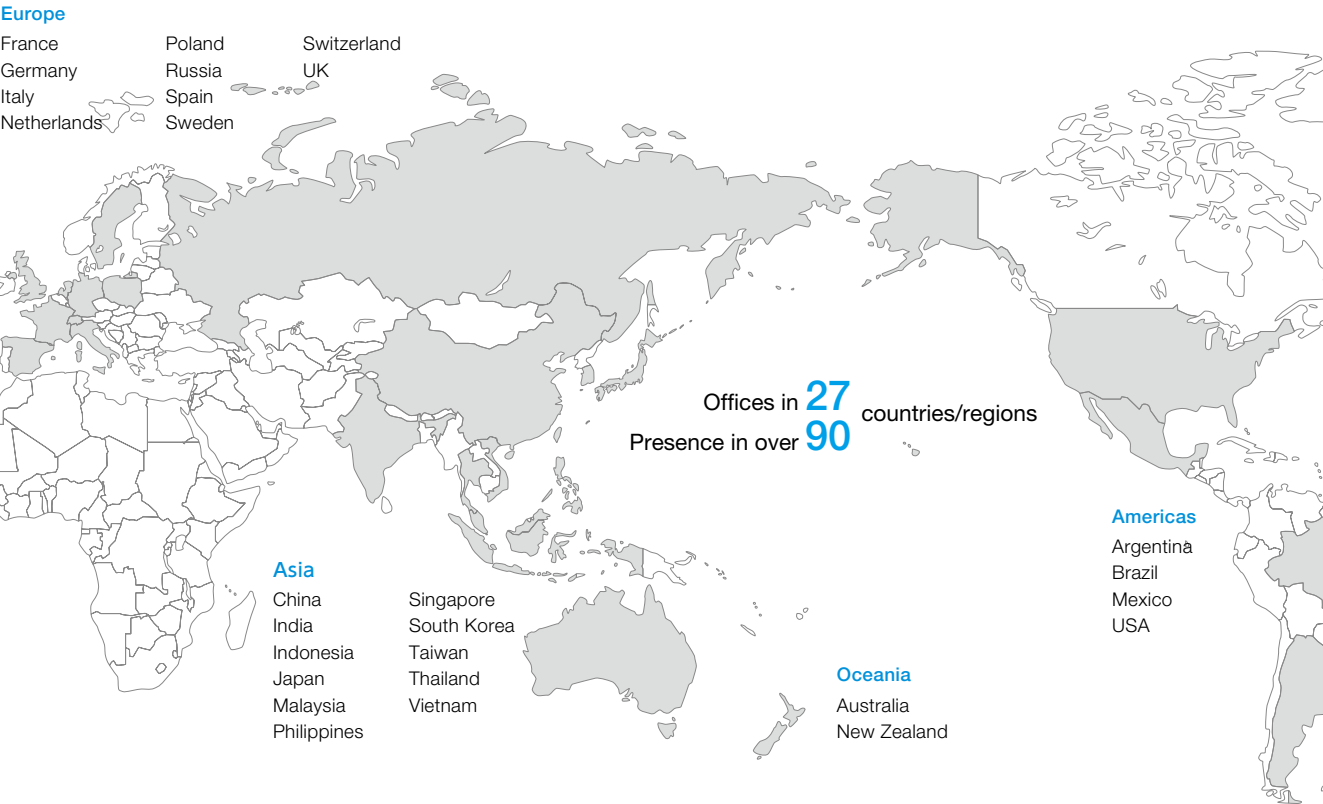 Europe
France
Germany
Italy
Netherlands
Poland
Russia
Spain
Sweden
Switzerland
UK
Offices in 27
Presence in over 90
countries/regions
Americas
Argentina
Brazil
Mexico
USA
Asia
China
India
Indonesia
Japan
Malaysia
Philippines
Singapore
South Korea
Taiwan
Thailand
Vietnam
Oceania
Australia
New Zealand